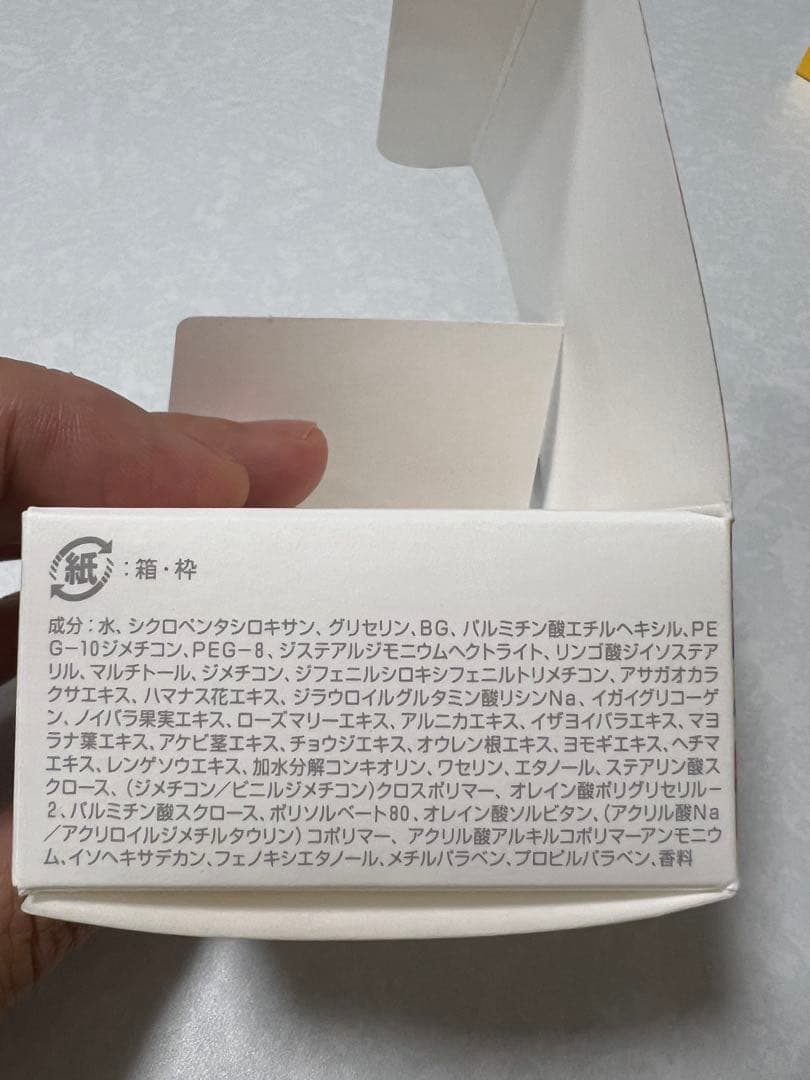 紙:箱・枠
成分:水、シクロペンタシロキサン、グリセリン、BG、パルミチン酸エチルヘキシル、PE
G-10ジメチコン、PEG-8、ジステアルジモニウムヘクトライト、リンゴ酸ジイソステア
リル、マルチトール、ジメチコン、ジフェニルシロキシフェニルトリメチコン、アサガオカラ
クサエキス、ハマナス花エキス、ジラウロイルグルタミン酸リシンNa、イガイグリコーゲ
ン、ノイバラ果実エキス、ローズマリーエキス、アルニカエキス、イザヨイバラエキス、マヨ
ラナ葉エキス、アケビ茎エキス、チョウジエキス、オウレン根エキス、ヨモギエキス、ヘチマ
エキス、レンゲソウエキス、加水分解コンキオリン、ワセリン、エタノール、ステアリン酸ス
クロース、(ジメチコン/ビニルジメチコン)クロスポリマー、オレイン酸ポリグリセリル-
2、パルミチン酸スクロース、ポリソルベート80、オレイン酸ソルビタン、(アクリル酸Na
/アクリロイルジメチルタウリン)コポリマー、アクリル酸アルキルコポリマーアンモニウ
ム、イソヘキサデカン、フェノキシエタノール、メチルパラベン、プロピルパラベン、香料